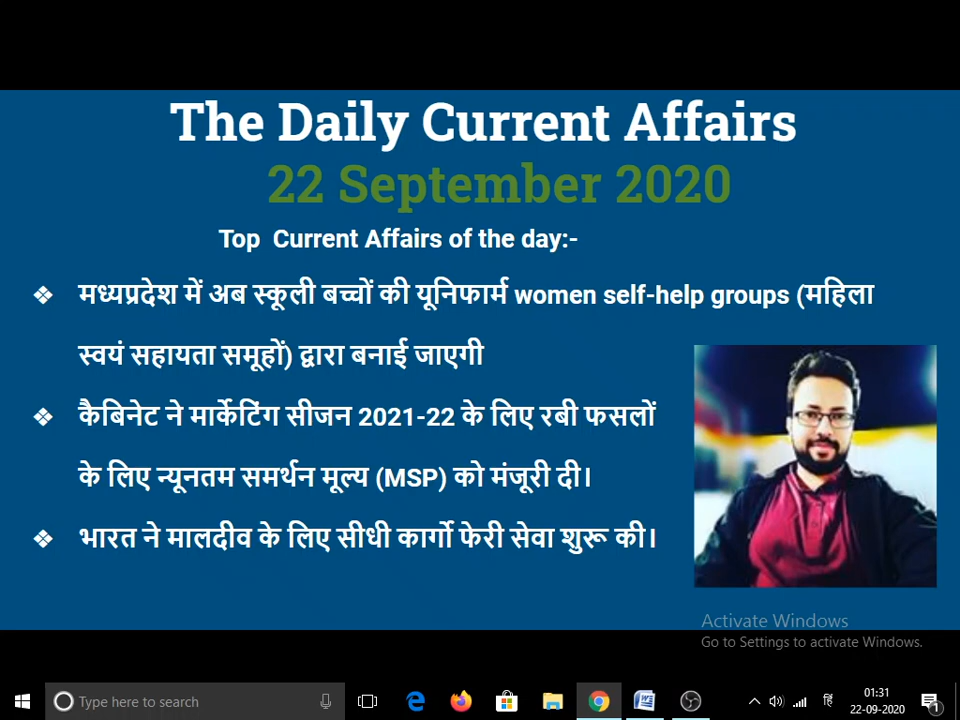 The Daily Current Affairs
22 September 2020
Top Current Affairs of the day:-
❖ मध्यप्रदेश में अब स्कूली बच्चों की यूनिफार्म women self-help groups (महिला
स्वयं सहायता समूहों) द्वारा बनाई जाएगी
❖ कैबिनेट ने मार्केटिंग सीजन 2021-22 के लिए रबी फसलों
के लिए न्यूनतम समर्थन मूल्य (MSP) को मंजूरी दी।
❖ भारत ने मालदीव के लिए सीधी कार्गो फेरी सेवा शुरू की।
Activate Windows
Go to Settings to activate Windows.
Type here to search
हिं
01:31
22-09-2020
1